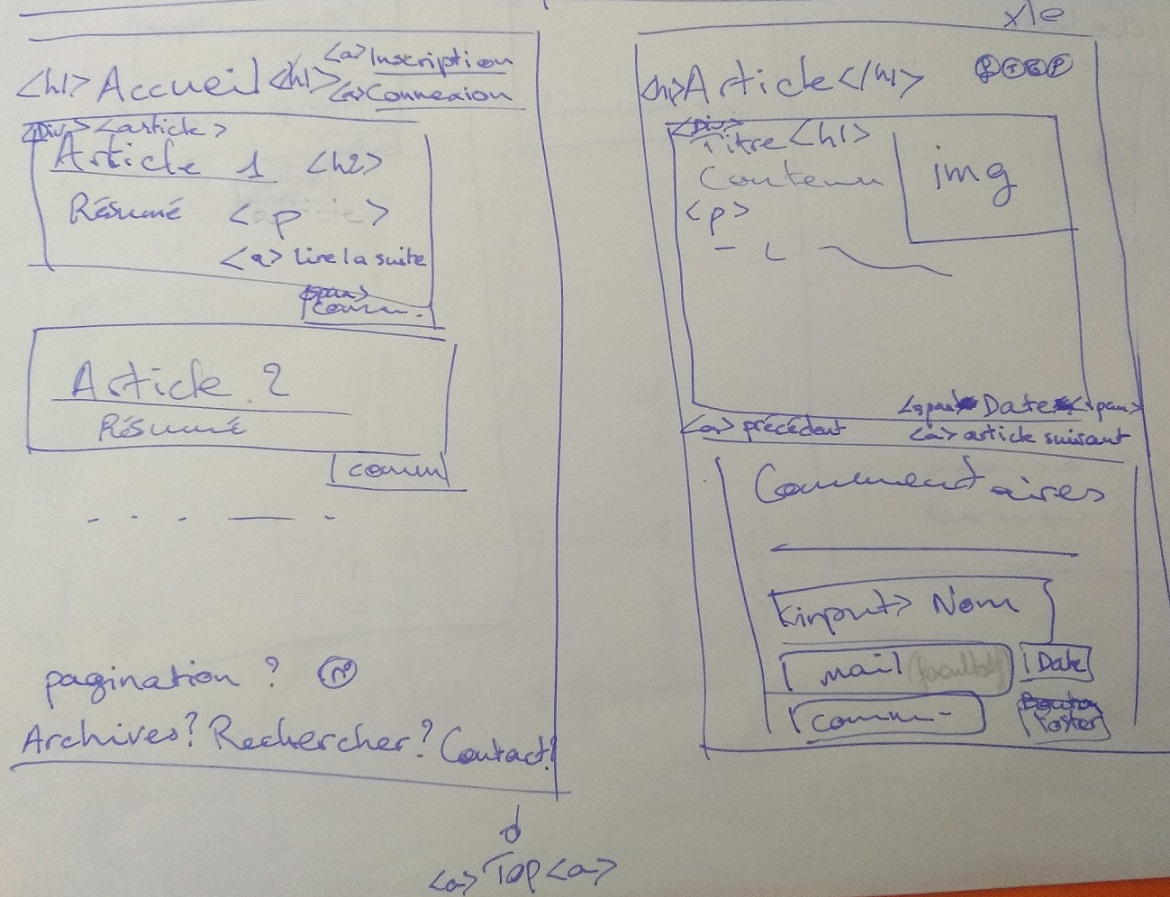 <h1> Accueil <h1>
<a> Inscription
<a> Connexion
<Div> <article>
Article 1 <h2>
Résumé <p >
<a> lire la suite
<span>
comm.
Article 2
Résumé
comm
pagination ? n°
Archives? Rechercher? Contact?
<a> Top <a>
x/e
<h1> Article </h1>
<Div>
Titre <h1>
Contenu
<p>
img
<span> Date <span>
<a> précédent
<a> article suivant
Commentaires
<input> Nom
mail (facultatif)
Date
comm-
Bouton
Poster